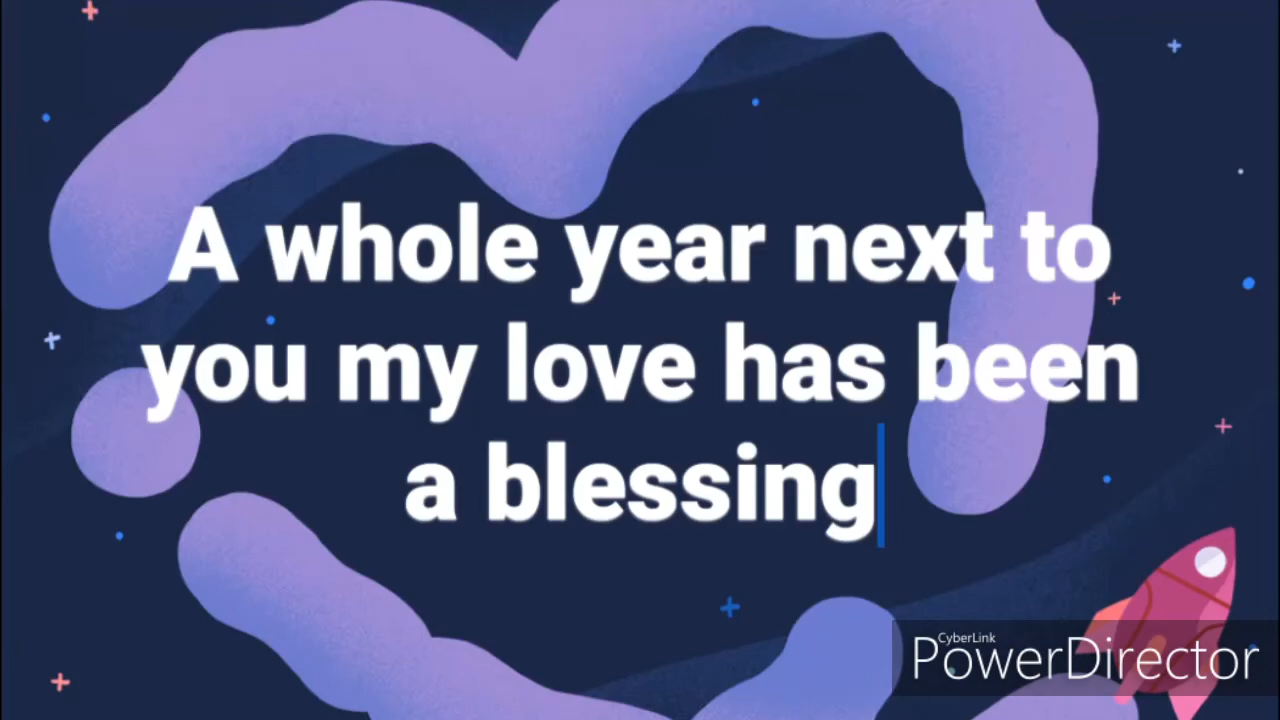 A whole year next to
you my love has been
a blessing
CyberLink
PowerDirector